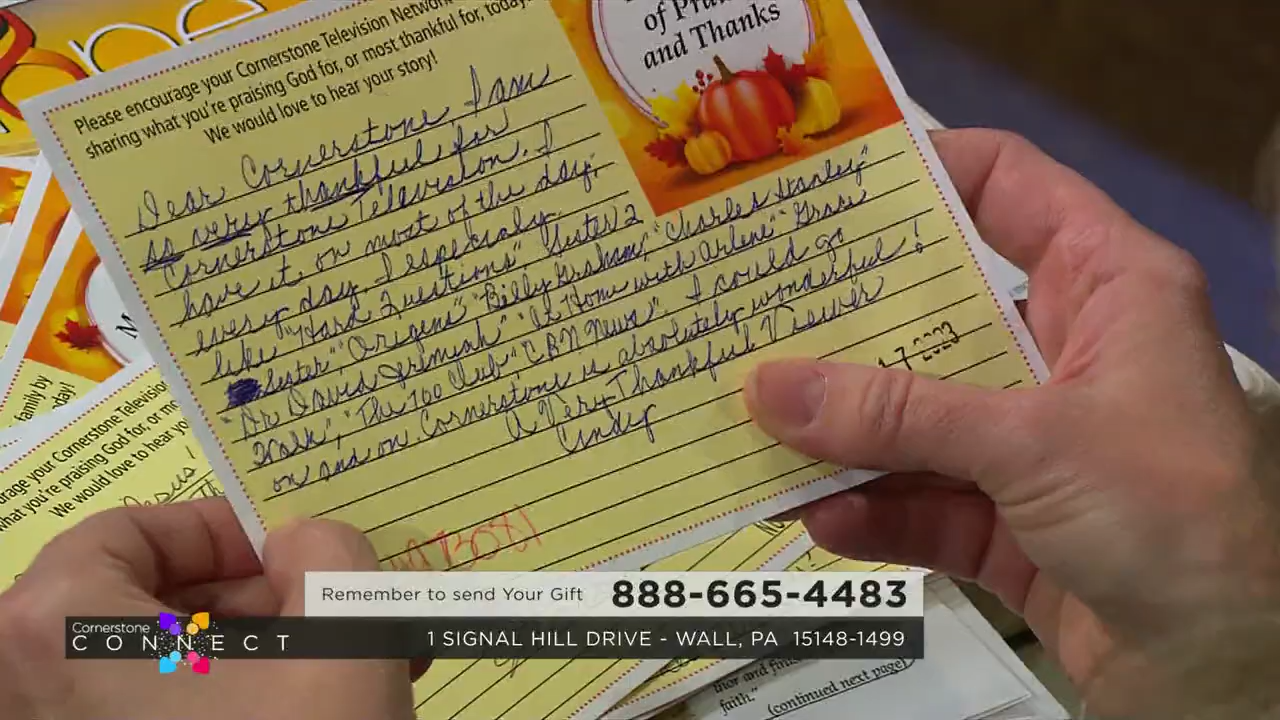 one
Please encourage your Cornerstone Television Network
sharing what you're praising God for, or most thankful for, today.
We would love to hear your story!
of
and Thanks
Dear Cornerstone, I am
so very thankful for
Cornerstone Television. I
have it on most of the day,
every day. I especialy
like "Hard Questions" "Sister 2
Sister", "Origins" "Billy Graham", "Charles Stanley"
"Dr David Jeremiah" "At Home with Arlene" "Grace
Walk", "The 700 Club", "CBN News". I could go
on and on. Cornerstone is absolutely wonderful!
A Very Thankful Viewer
Cindy
7 2023
family by
day!
your Cornerstone Televisi
what you're praising God for, or mo
We would love to hear yo
Jesus!
Remember to send Your Gift 888-665-4483
Cornerstone
CONNECT
1 SIGNAL HILL DRIVE - WALL, PA 15148-1499
faith."
(continued next page)